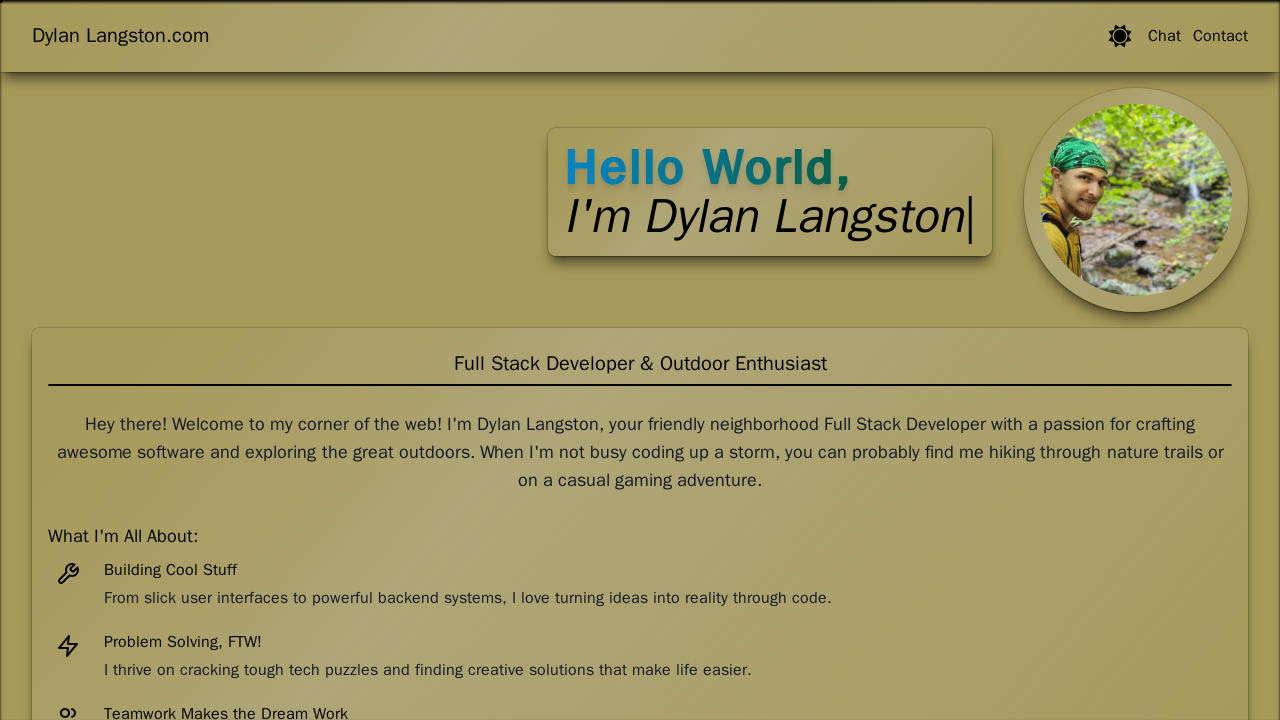 Dylan Langston.com
Chat Contact
Hello World,
I'm Dylan Langston
Full Stack Developer & Outdoor Enthusiast
Hey there! Welcome to my corner of the web! I'm Dylan Langston, your friendly neighborhood Full Stack Developer with a passion for crafting
awesome software and exploring the great outdoors. When I'm not busy coding up a storm, you can probably find me hiking through nature trails or
on a casual gaming adventure.
What I'm All About:
Building Cool Stuff
From slick user interfaces to powerful backend systems, I love turning ideas into reality through code.
Problem Solving, FTW!
I thrive on cracking tough tech puzzles and finding creative solutions that make life easier.
Teamwork Makes the Dream Work